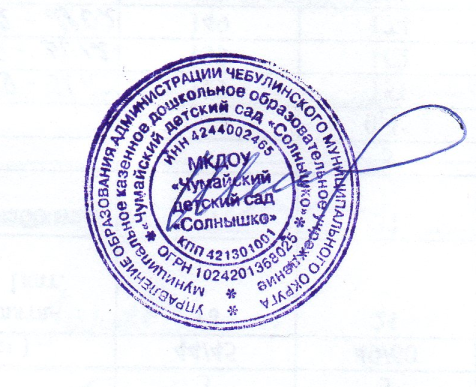 УПРАВЛЕНИЕ ОБРАЗОВАНИЯ АДМИНИСТРАЦИИ ЧЕБУЛИНСКОГО МУНИЦИПАЛЬНОГО ОКРУГА
Муниципальное казенное дошкольное образовательное учреждение
«Чумайский детский сад «Солнышко»
ОГРН 1024201368025
ИНН 4244002465
МКДОУ
«Чумайский
детский сад
«Солнышко»
КПП 421301001